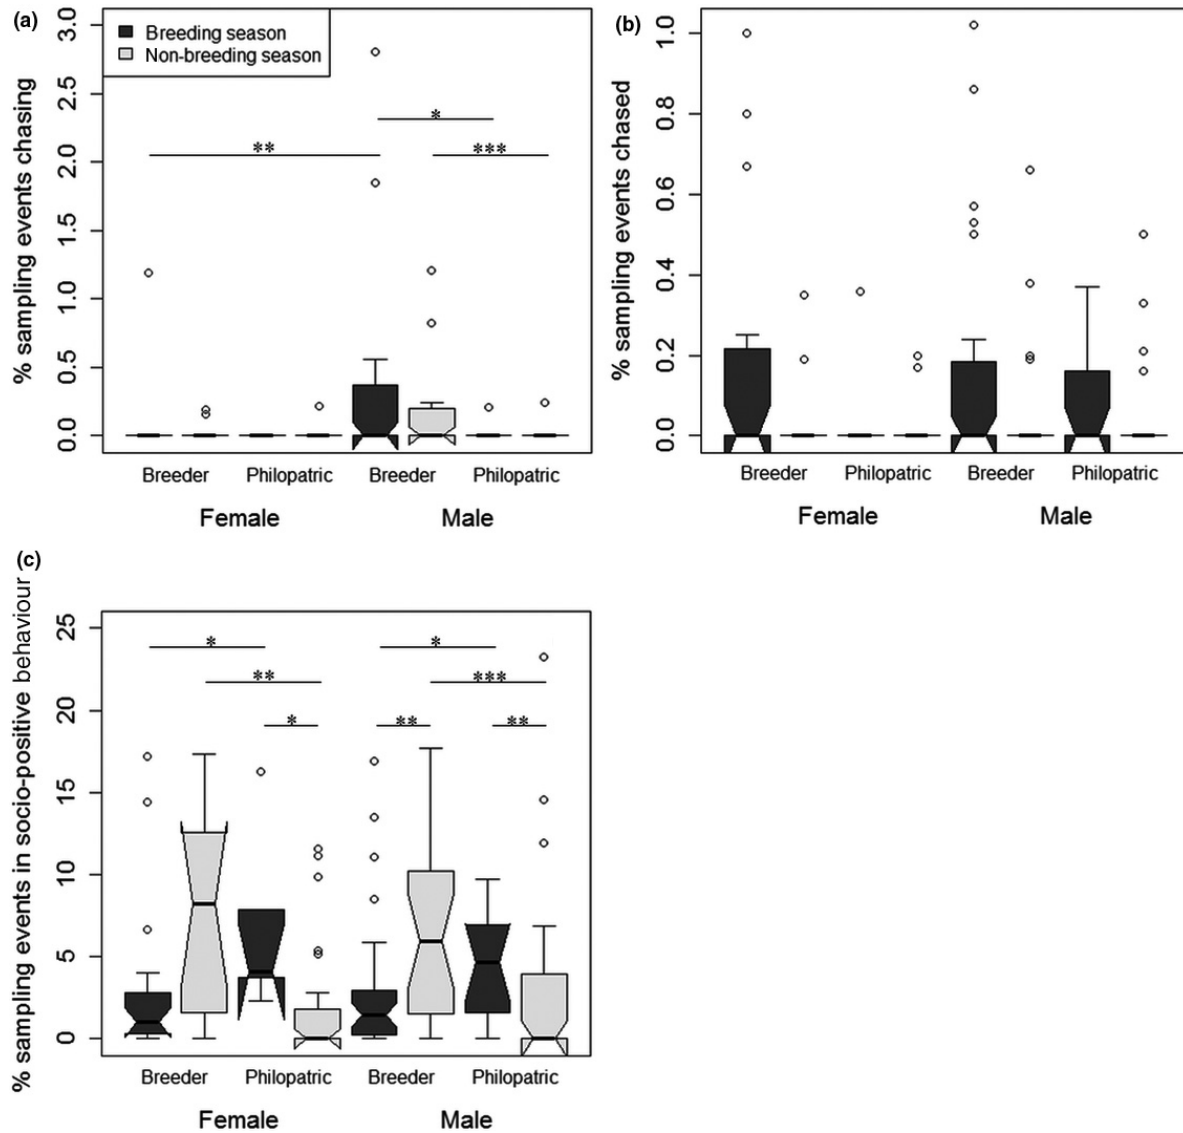 (a)
% sampling events chasing
3.0
2.5
2.0
1.5
1.0
0.5
0.0
Breeding season
Non-breeding season
*
**
***
Breeder Philopatric Breeder Philopatric
Female Male
(b)
% sampling events chased
1.0
0.8
0.6
0.4
0.2
0.0
Breeder Philopatric Breeder Philopatric
Female Male
(c)
% sampling events in socio-positive behaviour
25
20
15
10
5
0
* *
** ***
* ** **
Breeder Philopatric Breeder Philopatric
Female Male